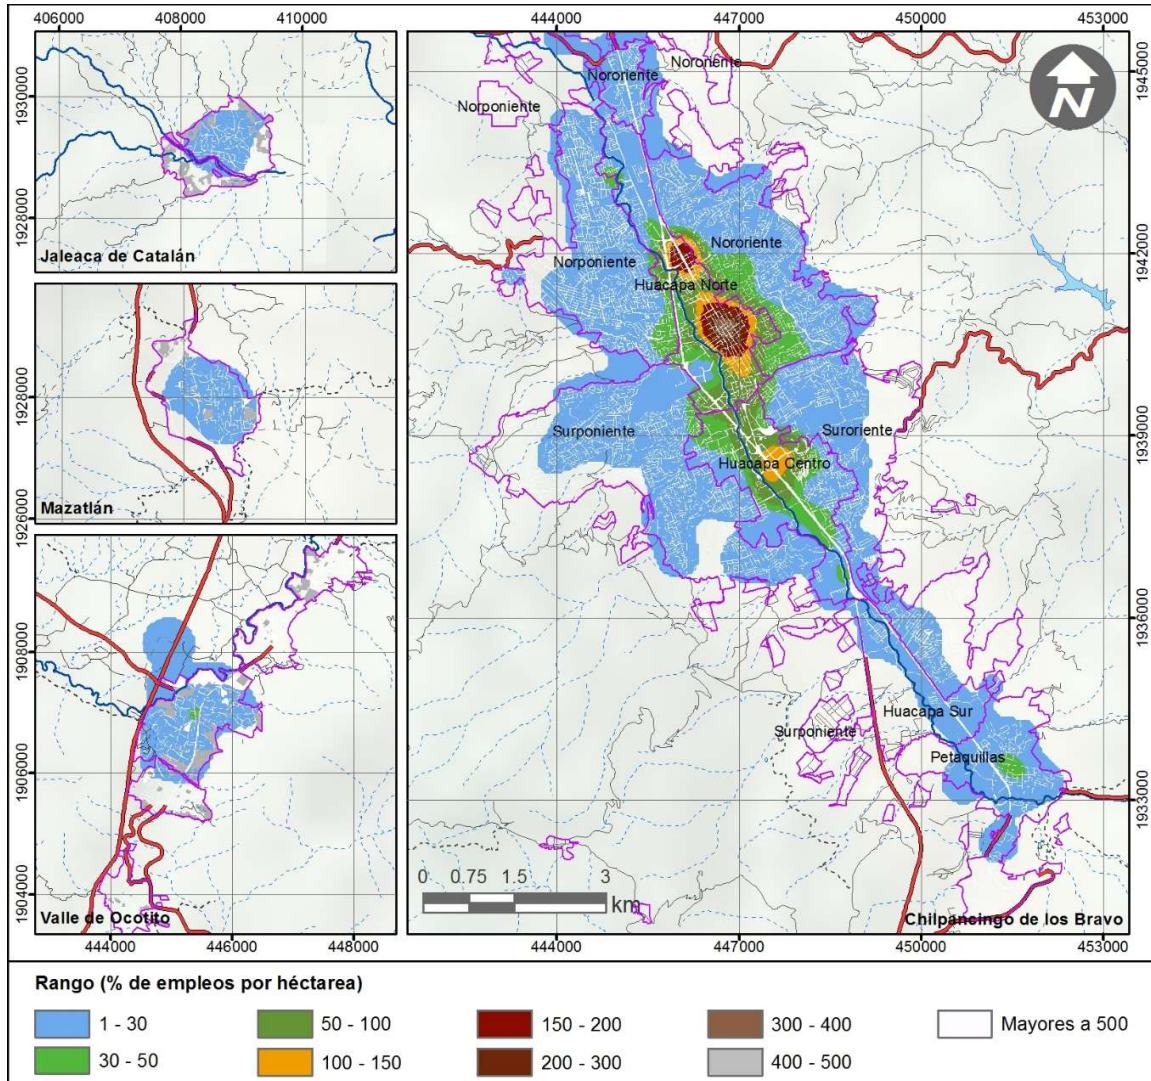 406000 408000 410000
444000 447000 450000 453000
1930000
1928000
Jaleaca de Catalán
1928000
1926000
Mazatlán
1908000
1906000
1904000
Valle de Ocotito
444000 446000 448000
Nororiente
Nororiente
Norponiente
N
Nororiente
Norponiente
Huacapa Norte
Surponiente
Suroriente
Huacapa Centro
Huacapa Sur
Surponiente
Petaquillas
0 0.75 1.5 3
km
Chilpancingo de los Bravo
1945000
1942000
1939000
1936000
1933000
444000 447000 450000 453000
Rango (% de empleos por héctarea)
1 - 30
50 - 100
150 - 200
300 - 400
Mayores a 500
30 - 50
100 - 150
200 - 300
400 - 500